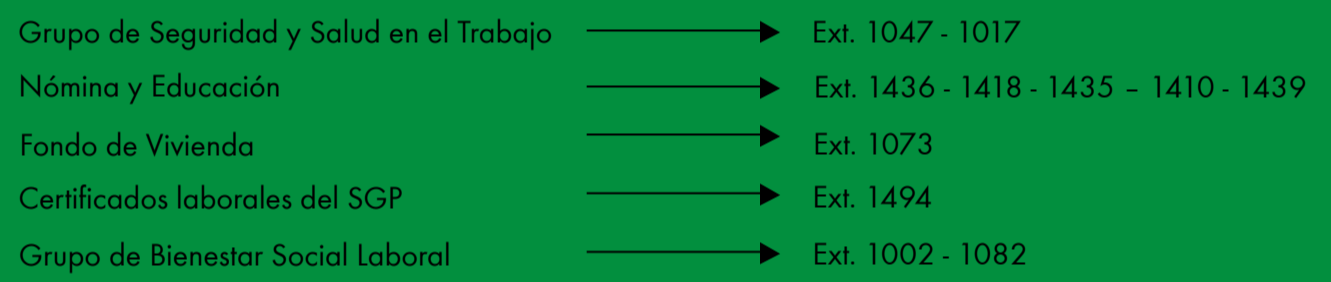 Grupo de Seguridad y Salud en el Trabajo Ext. 1047 - 1017
Nómina y Educación Ext. 1436 - 1418 - 1435 – 1410 - 1439
Fondo de Vivienda Ext. 1073
Certificados laborales del SGP Ext. 1494
Grupo de Bienestar Social Laboral Ext. 1002 - 1082